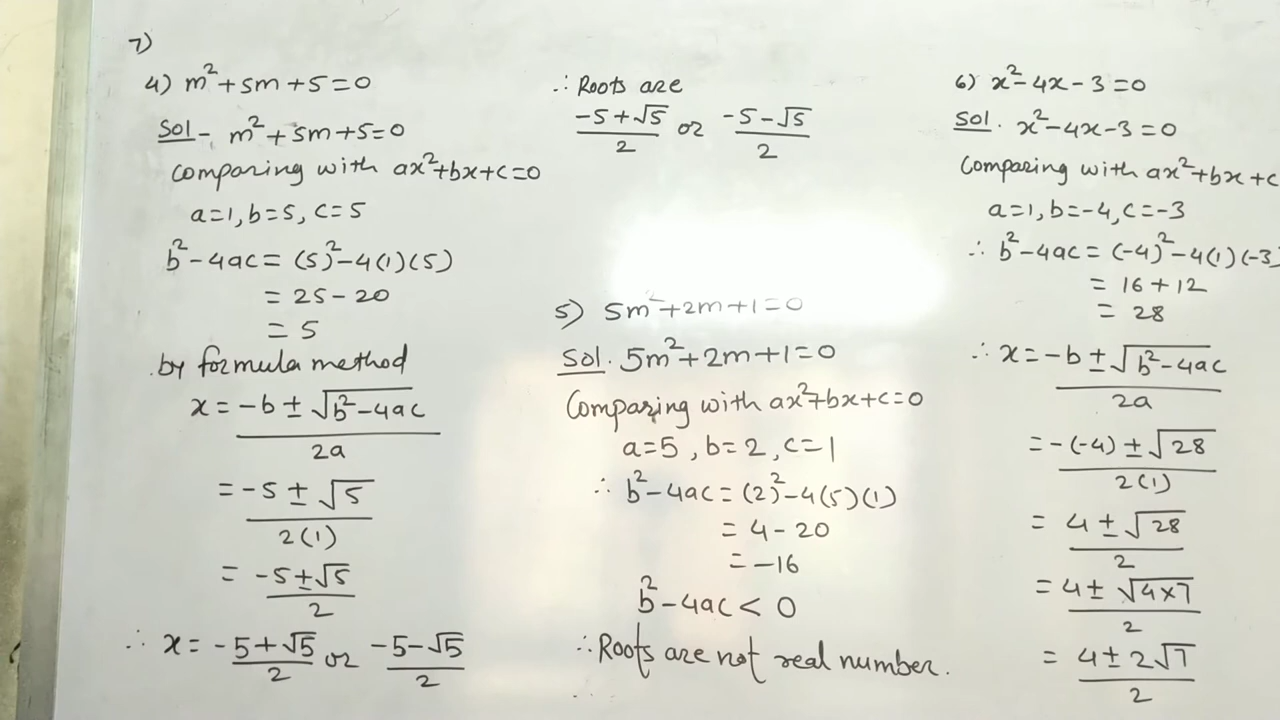 7)
4) m²+5m+5=0
Sol- m²+5m+5=0
Comparing with ax²+bx+c=0
a=1, b=5, c=5
b²-4ac = (5)²-4(1)(5)
= 25-20
= 5
by formula method
x = -b ± √b²-4ac / 2a
= -5 ± √5 / 2(1)
= -5±√5 / 2
∴ x = -5+√5 / 2 or -5-√5 / 2
∴ Roots are
-5+√5 / 2 or -5-√5 / 2
5) 5m²+2m+1=0
Sol. 5m²+2m+1=0
Comparing with ax²+bx+c=0
a=5, b=2, c=1
∴ b²-4ac = (2)²-4(5)(1)
= 4-20
= -16
b²-4ac < 0
∴ Roots are not real number.
6) x²-4x-3=0
Sol. x²-4x-3=0
Comparing with ax²+bx+c
a=1, b=-4, c=-3
∴ b²-4ac = (-4)²-4(1)(-3)
= 16+12
= 28
∴ x = -b ± √b²-4ac / 2a
= -(-4) ± √28 / 2(1)
= 4 ± √28 / 2
= 4 ± √4×7 / 2
= 4 ± 2√7 / 2